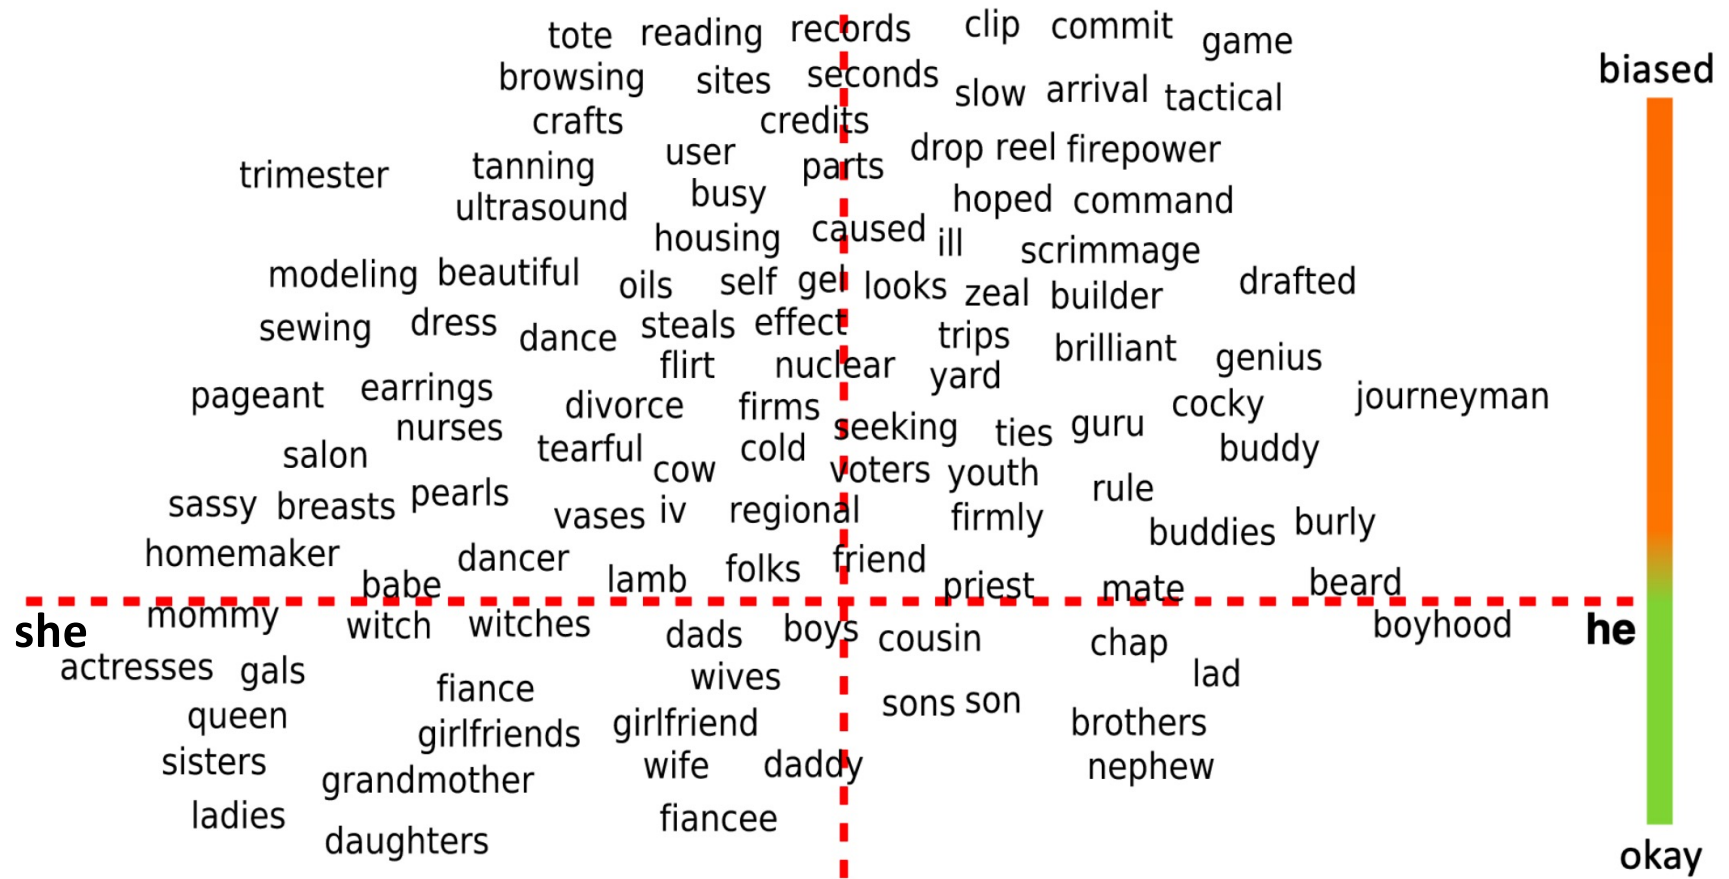 tote reading records clip commit game
biased
browsing sites seconds slow arrival tactical
crafts credits
user drop reel firepower
trimester tanning parts
ultrasound busy hoped command
housing caused ill scrimmage
modeling beautiful oils self gel looks zeal builder drafted
sewing dress dance steals effect trips brilliant
flirt nuclear yard genius
pageant earrings divorce firms cocky journeyman
nurses seeking ties guru
salon tearful cold buddy
cow voters youth rule
sassy breasts pearls vases iv regional firmly buddies burly
homemaker dancer folks friend
babe lamb priest mate beard
mommy witch witches dads boys cousin chap boyhood
she he
actresses gals wives lad
fiance sons son
queen girlfriends girlfriend brothers
sisters grandmother wife daddy nephew
ladies fiancee
daughters okay